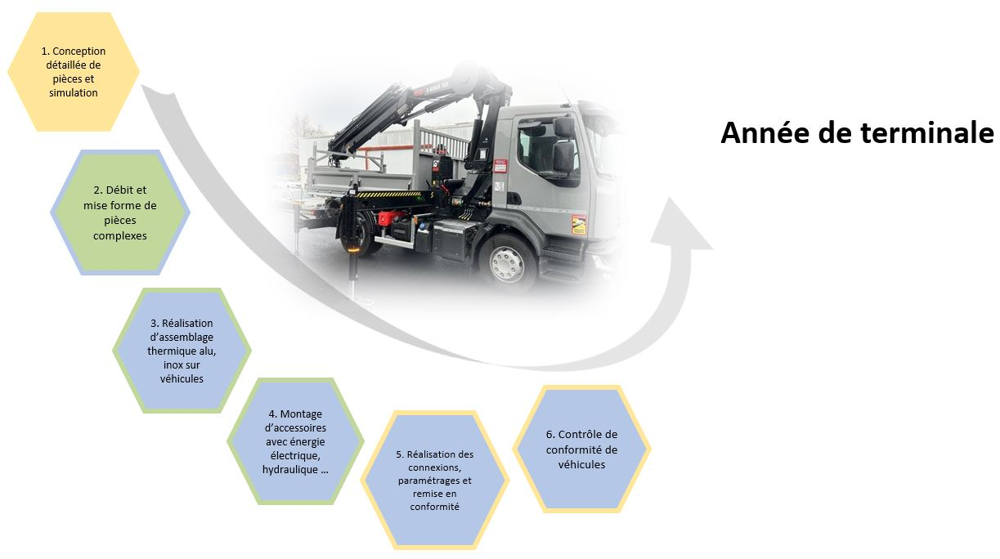 1. Conception
détaillée de
pièces et
simulation
Année de terminale
2. Débit et
mise forme de
pièces
complexes
3. Réalisation
d'assemblage
thermique alu,
inox sur
véhicules
4. Montage
d'accessoires
avec énergie
électrique,
hydraulique ...
5. Réalisation des
connexions,
paramétrages et
remise en
conformité
6. Contrôle de
conformité de
véhicules